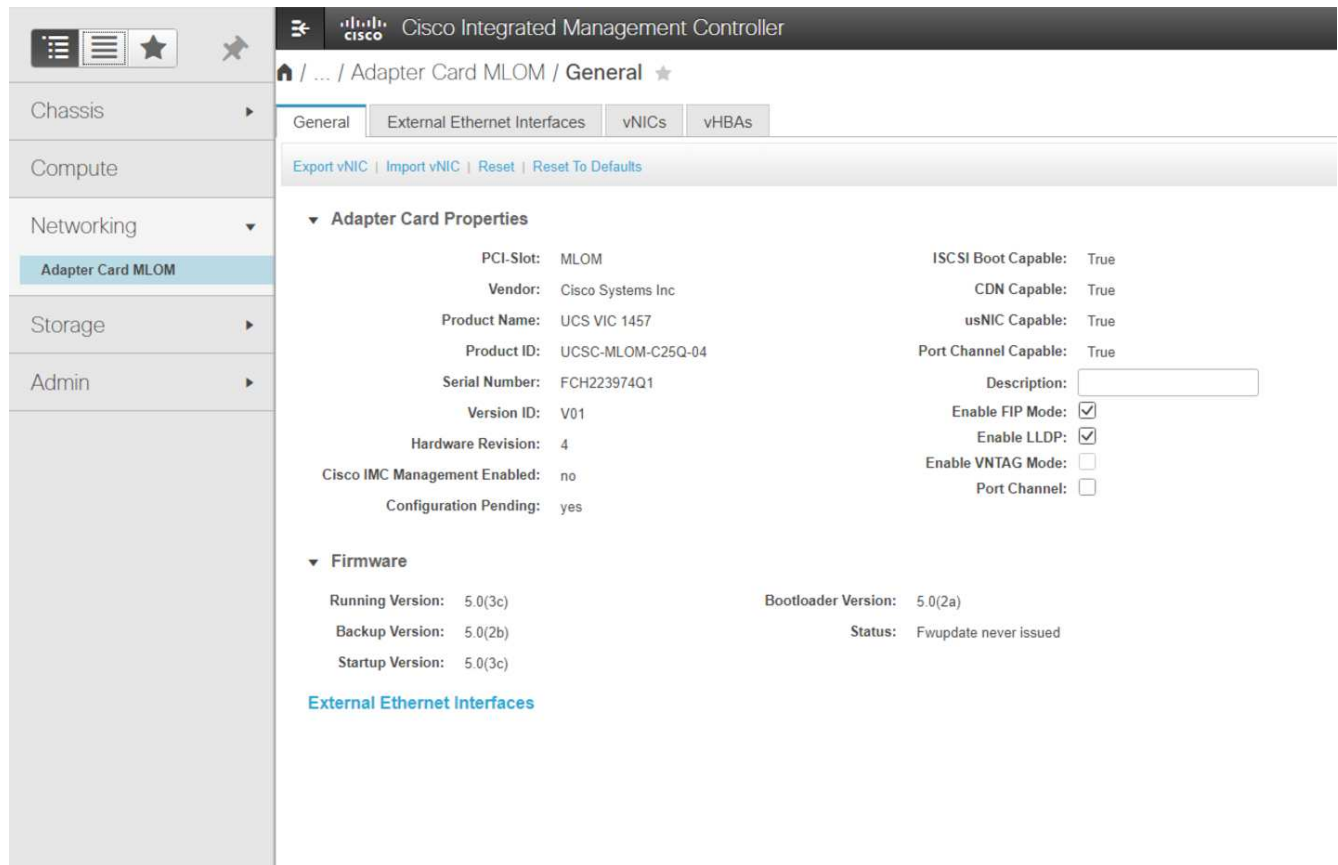 cisco Cisco Integrated Management Controller
/ ... / Adapter Card MLOM / General
Chassis
Compute
Networking
Adapter Card MLOM
Storage
Admin
General External Ethernet Interfaces vNICs vHBAs
Export vNIC | Import vNIC | Reset | Reset To Defaults
Adapter Card Properties
PCI-Slot: MLOM
Vendor: Cisco Systems Inc
Product Name: UCS VIC 1457
Product ID: UCSC-MLOM-C25Q-04
Serial Number: FCH223974Q1
Version ID: V01
Hardware Revision: 4
Cisco IMC Management Enabled: no
Configuration Pending: yes
ISCSI Boot Capable: True
CDN Capable: True
usNIC Capable: True
Port Channel Capable: True
Description:
Enable FIP Mode:
Enable LLDP:
Enable VNTAG Mode:
Port Channel:
Firmware
Running Version: 5.0(3c)
Backup Version: 5.0(2b)
Startup Version: 5.0(3c)
Bootloader Version: 5.0(2a)
Status: Fwupdate never issued
External Ethernet Interfaces